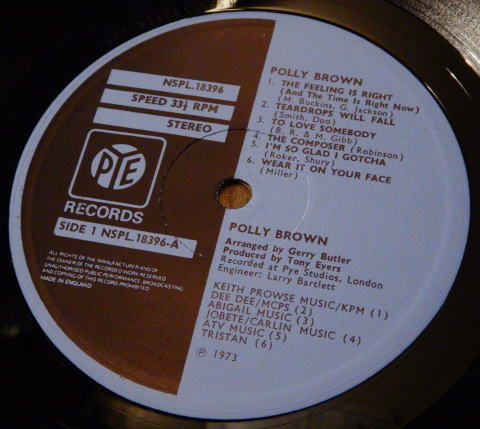 NSPL.18396
SPEED 33⅓ RPM
STEREO
PYE
RECORDS
SIDE 1 NSPL.18396-A
ALL RIGHTS OF THE MANUFACTURER AND OF
THE OWNER OF THE RECORDED WORK RESERVED
UNAUTHORISED PUBLIC PERFORMANCE BROADCASTING
AND COPYING OF THIS RECORD PROHIBITED
MADE IN ENGLAND
POLLY BROWN
1. THE FEELING IS RIGHT
(And The Time Is Right Now)
(M. Buckins, G. Jackson)
2. TEARDROPS WILL FALL
(Smith, Doo)
3. TO LOVE SOMEBODY
(B, R, & M. Gibb)
4. THE COMPOSER (Robinson)
5. I'M SO GLAD I GOTCHA
(Roker, Shury)
6. WEAR IT ON YOUR FACE
(Miller)
POLLY BROWN
Arranged by Gerry Butler
Produced by Tony Eyers
Recorded at Pye Studios, London
Engineer: Larry Bartlett
KEITH PROWSE MUSIC/KPM (1)
DEE DEE/MCPS (2)
ABIGAIL MUSIC (3)
JOBETE/CARLIN MUSIC (4)
ATV MUSIC (5)
TRISTAN (6)
℗ 1973